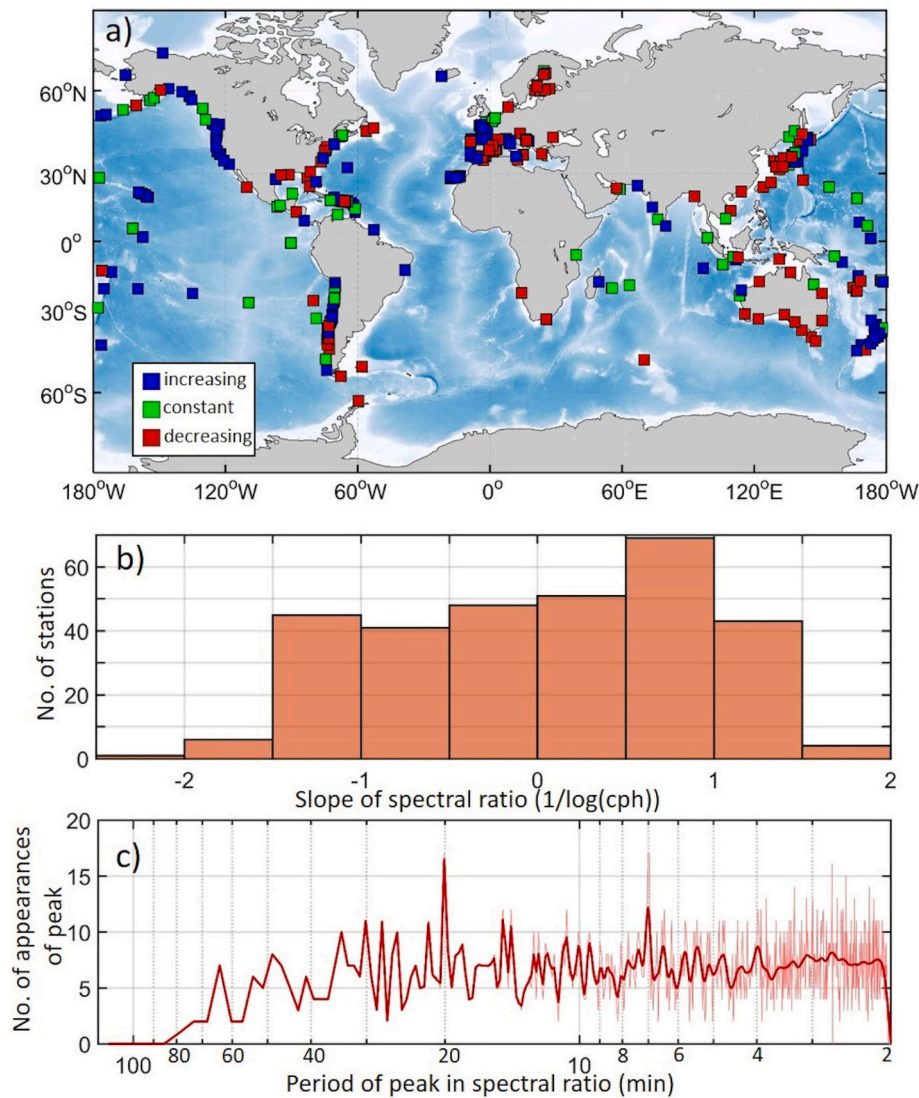 a)
60°N
30°N
0°
30°S
60°S
increasing
constant
decreasing
180°W 120°W 60°W 0°E 60°E 120°E 180°W
b)
No. of stations
60
40
20
0
-2 -1 0 1 2
Slope of spectral ratio (1/log(cph))
c)
No. of appearances
of peak
20
15
10
5
0
100 80 60 40 20 10 8 6 4 2
Period of peak in spectral ratio (min)